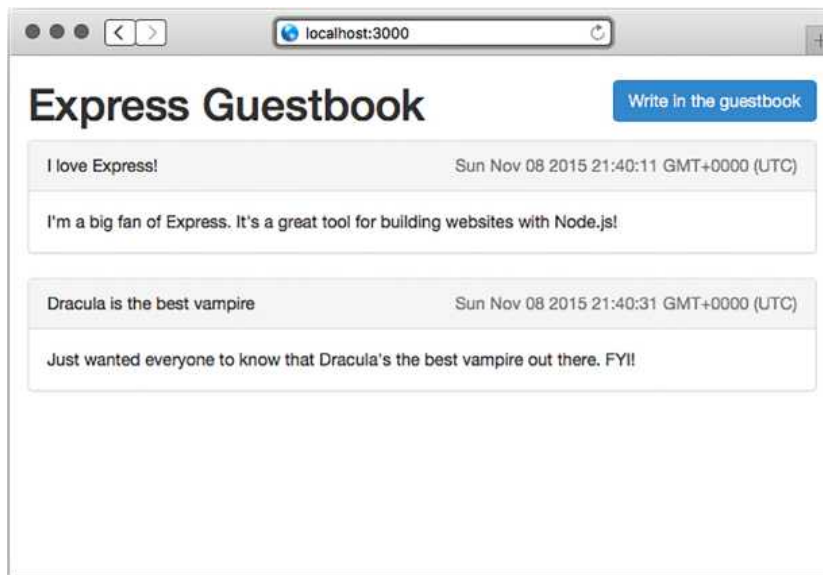 localhost:3000
Express Guestbook
Write in the guestbook
I love Express!
Sun Nov 08 2015 21:40:11 GMT+0000 (UTC)
I'm a big fan of Express. It's a great tool for building websites with Node.js!
Dracula is the best vampire
Sun Nov 08 2015 21:40:31 GMT+0000 (UTC)
Just wanted everyone to know that Dracula's the best vampire out there. FYI!